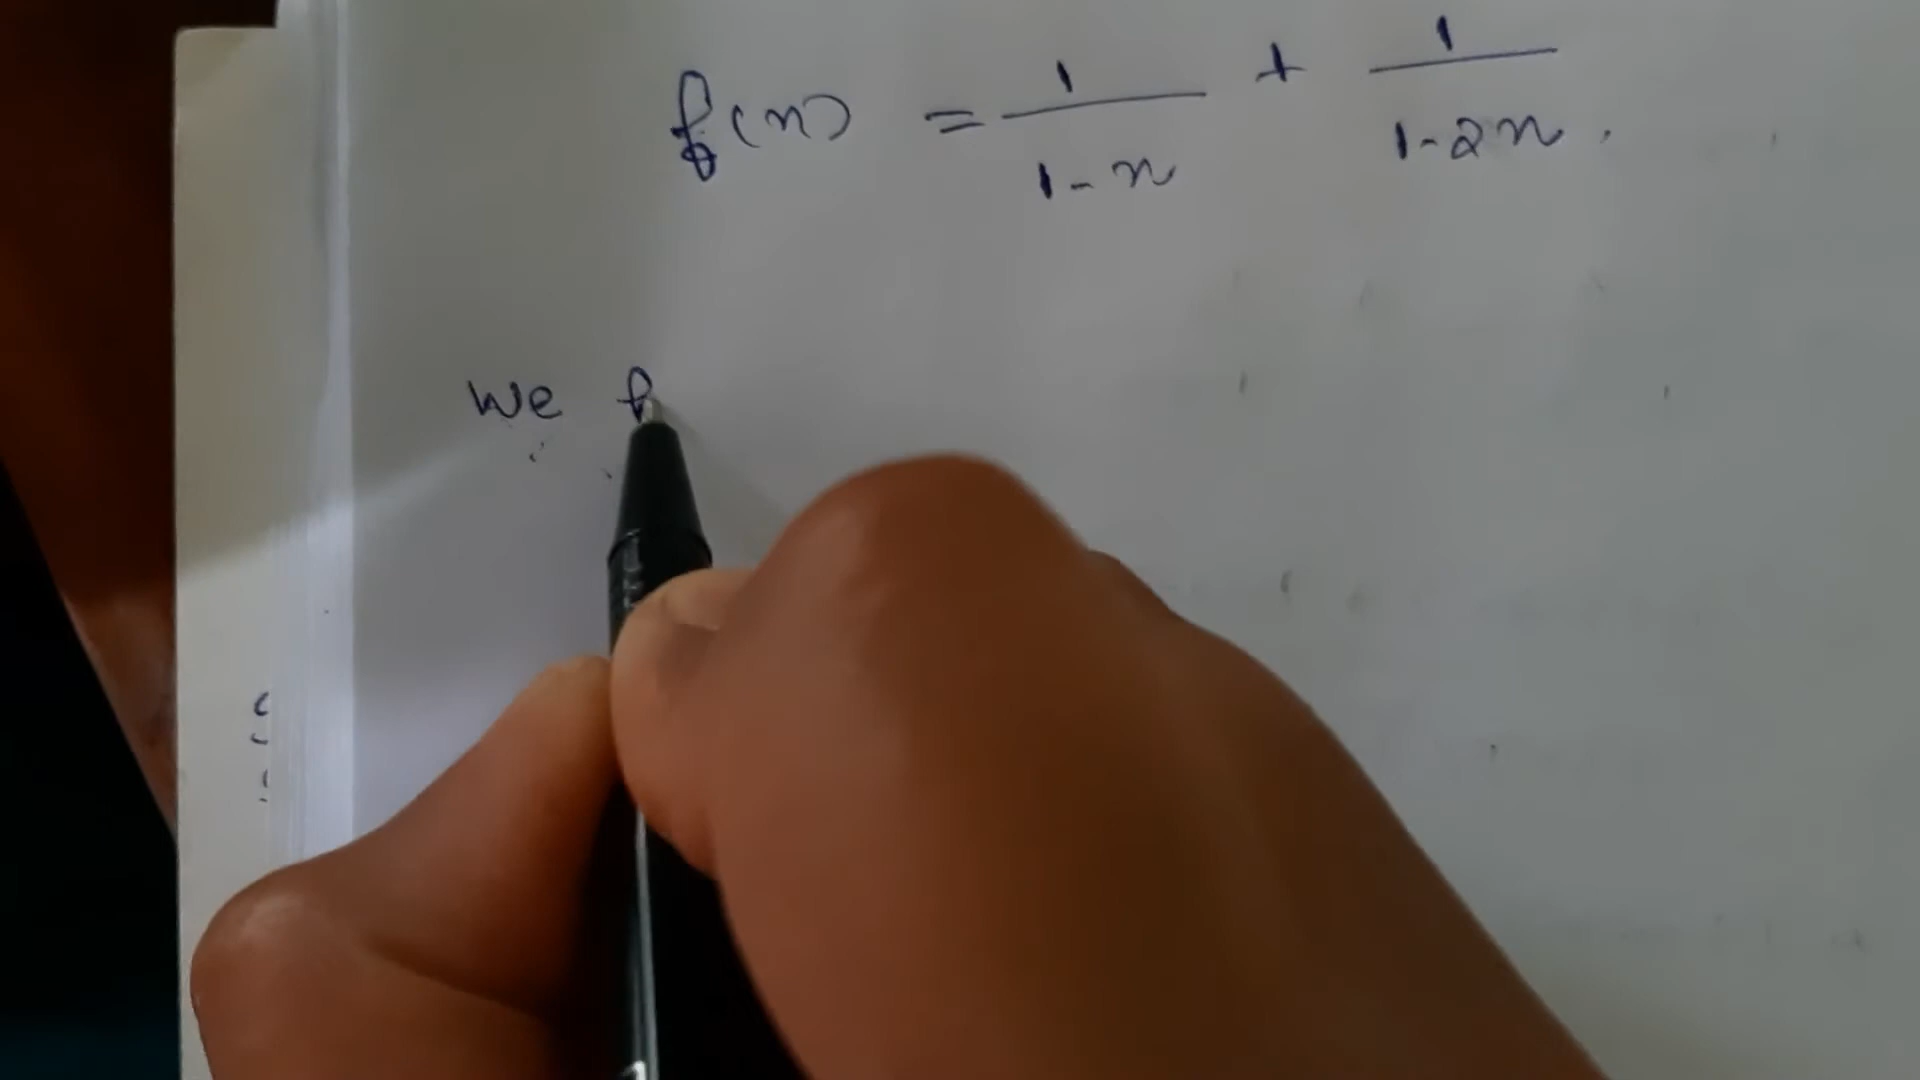 f(x) = 1/(1-x) + 1/(1-2x).
We